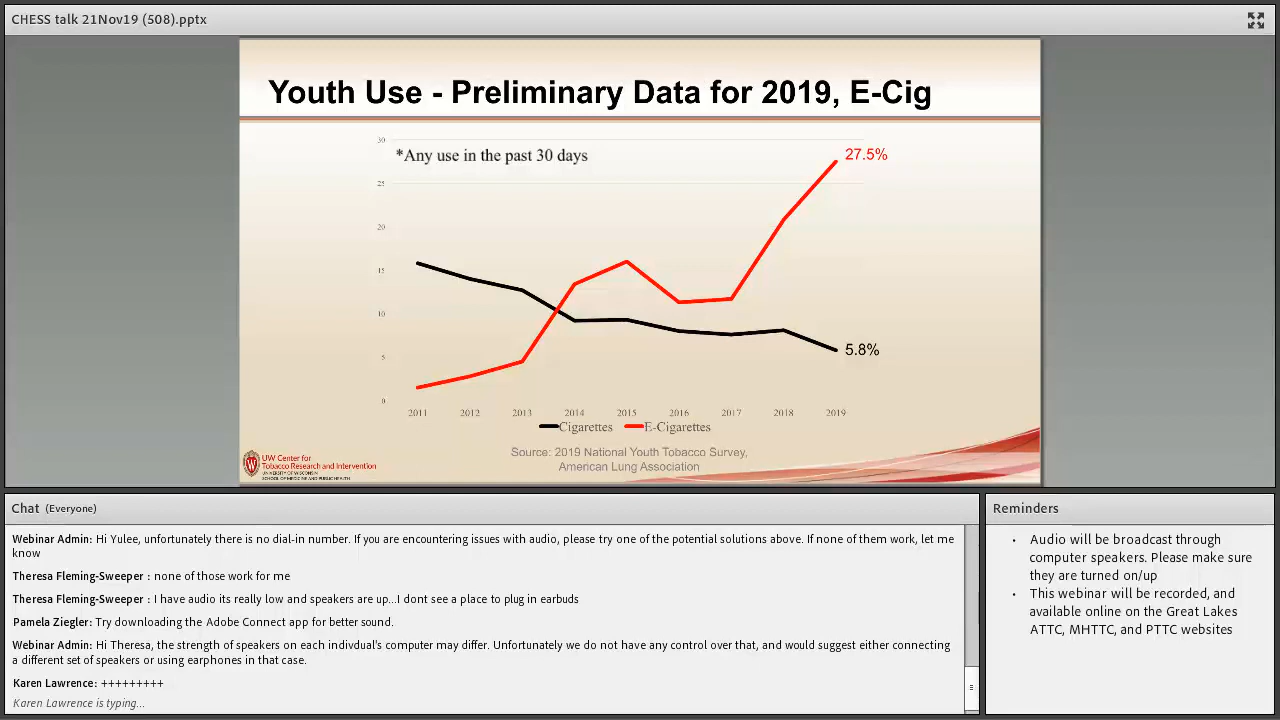 CHESS talk 21Nov19 (508).pptx
Youth Use - Preliminary Data for 2019, E-Cig
*Any use in the past 30 days
30
25
20
15
10
5
0
27.5%
5.8%
2011 2012 2013 2014 2015 2016 2017 2018 2019
Cigarettes E-Cigarettes
Source: 2019 National Youth Tobacco Survey,
American Lung Association
UW Center for
Tobacco Research and Intervention
UNIVERSITY OF WISCONSIN
SCHOOL OF MEDICINE AND PUBLIC HEALTH
Chat (Everyone)
Webinar Admin: Hi Yulee, unfortunately there is no dial-in number. If you are encountering issues with audio, please try one of the potential solutions above. If none of them work, let me
know
Theresa Fleming-Sweeper : none of those work for me
Theresa Fleming-Sweeper : I have audio its really low and speakers are up...I dont see a place to plug in earbuds
Pamela Ziegler: Try downloading the Adobe Connect app for better sound.
Webinar Admin: Hi Theresa, the strength of speakers on each indivdual's computer may differ. Unfortunately we do not have any control over that, and would suggest either connecting
a different set of speakers or using earphones in that case.
Karen Lawrence: +++++++++
Karen Lawrence is typing...
Reminders
• Audio will be broadcast through
computer speakers. Please make sure
they are turned on/up
• This webinar will be recorded, and
available online on the Great Lakes
ATTC, MHTTC, and PTTC websites